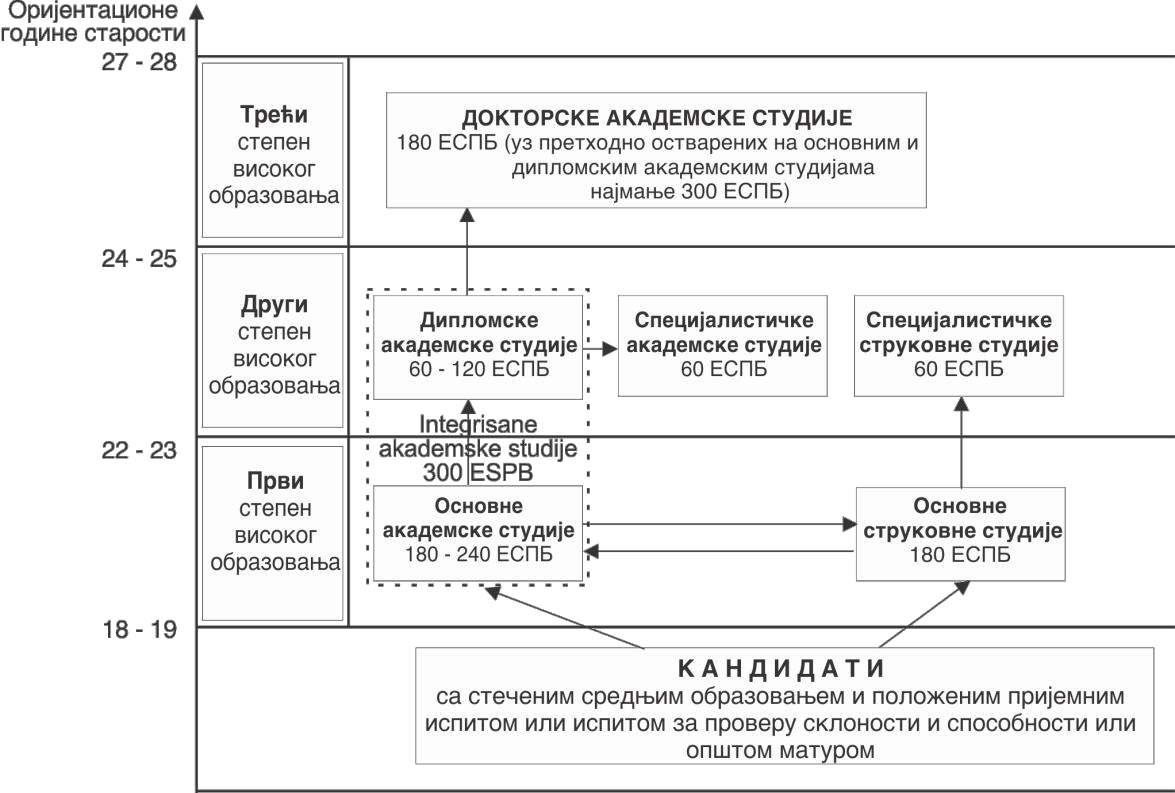 Оријентационе
године старости
27 - 28
Трећи
степен
високог
образовања
ДОКТОРСКЕ АКАДЕМСКЕ СТУДИЈЕ
180 ЕСПБ (уз претходно остварених на основним и
дипломским академским студијама
најмање 300 ЕСПБ)
24 - 25
Други
степен
високог
образовања
Дипломске
академске студије
60 - 120 ЕСПБ
Специјалистичке
академске студије
60 ЕСПБ
Специјалистичке
струковне студије
60 ЕСПБ
Integrisane
akademske studije
300 ESPB
22 - 23
Први
степен
високог
образовања
Основне
академске студије
180 - 240 ЕСПБ
Основне
струковне студије
180 ЕСПБ
18 - 19
К А Н Д И Д А Т И
са стеченим средњим образовањем и положеним пријемним
испитом или испитом за проверу склоности и способности или
општом матуром